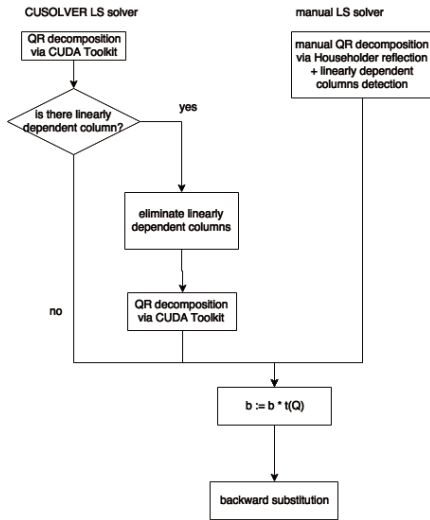 CUSOLVER LS solver
manual LS solver
QR decomposition
via CUDA Toolkit
manual QR decomposition
via Householder reflection
+ linearly dependent
columns detection
is there linearly
dependent column?
yes
eliminate linearly
dependent columns
QR decomposition
via CUDA Toolkit
no
b := b * t(Q)
backward substitution